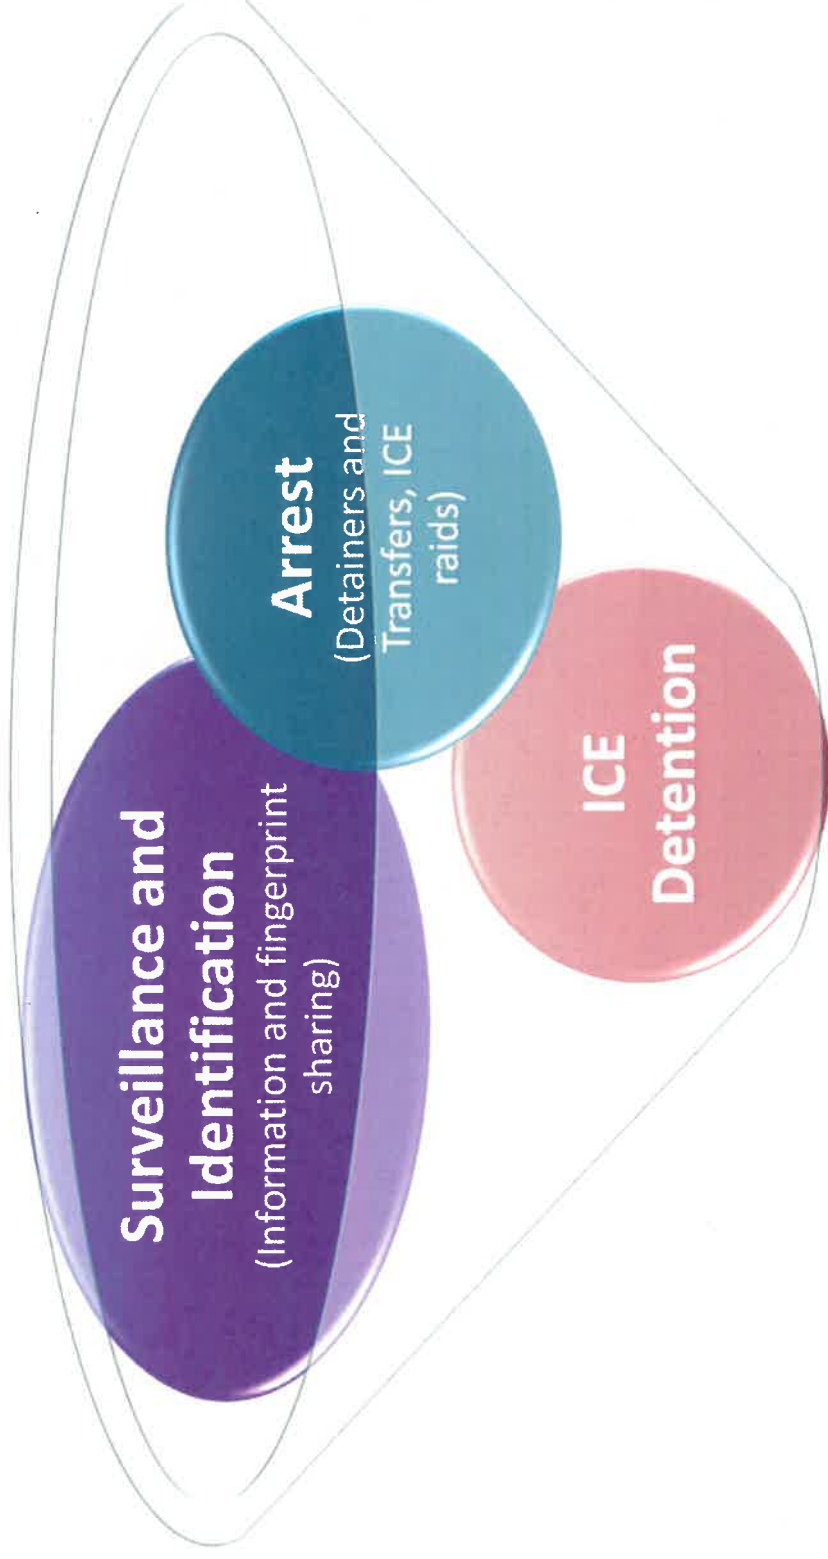 Surveillance and
Identification
(Information and fingerprint
sharing)
Arrest
(Detainers and
Transfers, ICE
raids)
ICE
Detention